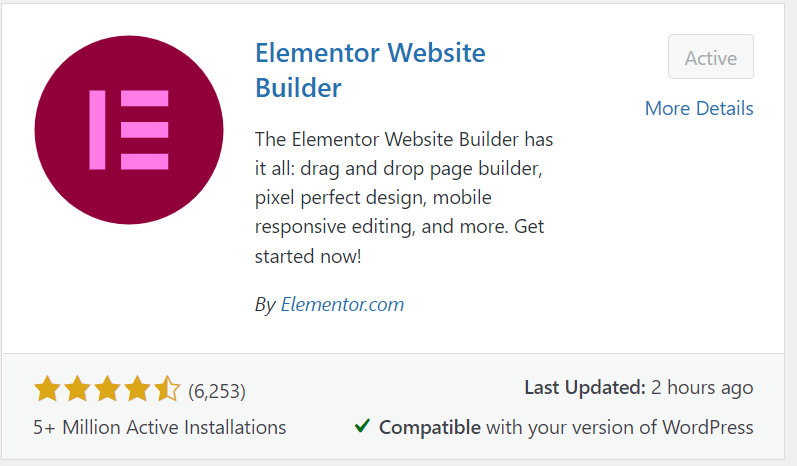 Elementor Website
Builder
Active
More Details
The Elementor Website Builder has
it all: drag and drop page builder,
pixel perfect design, mobile
responsive editing, and more. Get
started now!
By Elementor.com
(6,253)
Last Updated: 2 hours ago
5+ Million Active Installations
Compatible with your version of WordPress